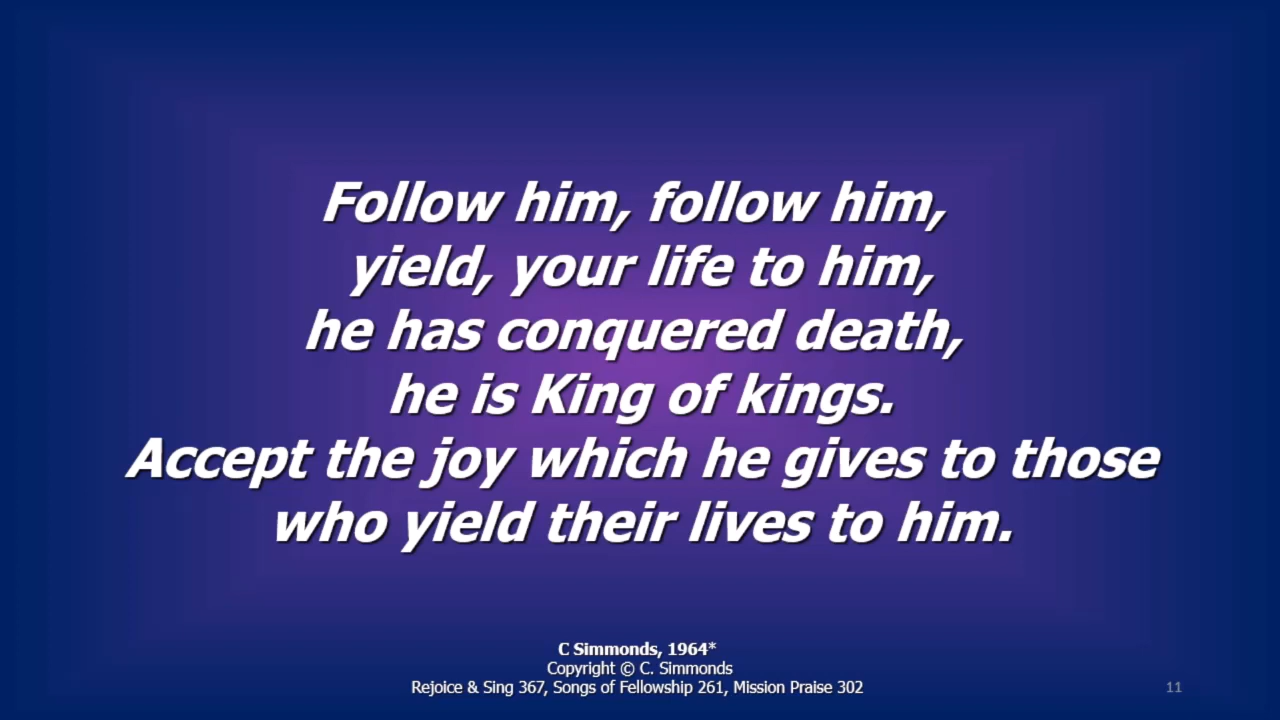 Follow him, follow him,
yield, your life to him,
he has conquered death,
he is King of kings.
Accept the joy which he gives to those
who yield their lives to him.
C Simmonds, 1964*
Copyright © C. Simmonds
Rejoice & Sing 367, Songs of Fellowship 261, Mission Praise 302
11